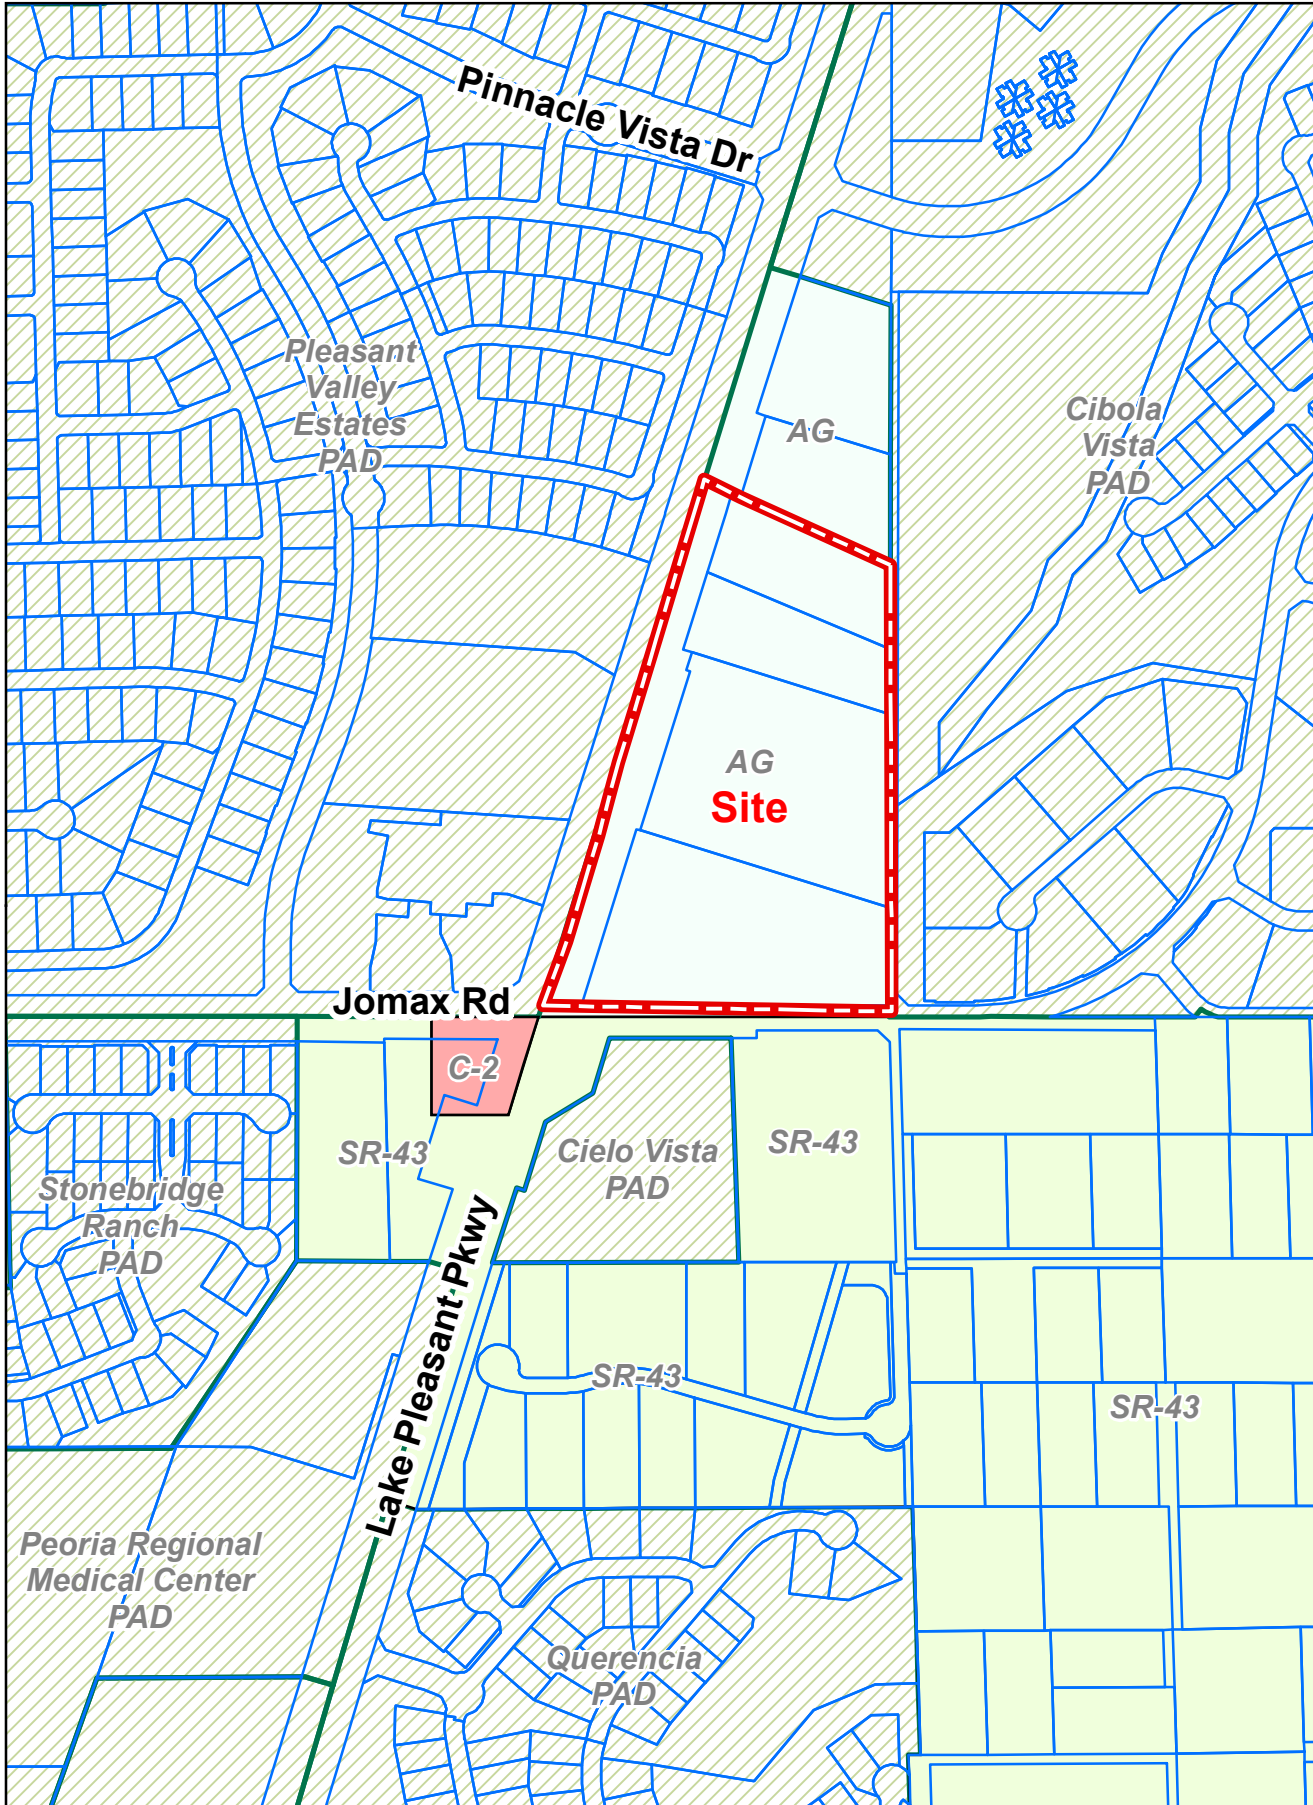 Pinnacle Vista Dr
Pleasant
Valley
Estates
PAD
AG
Cibola
Vista
PAD
AG
Site
Jomax Rd
C-2
SR-43
Cielo Vista
PAD
SR-43
Stonebridge
Ranch
PAD
Lake Pleasant Pkwy
SR-43
SR-43
Peoria Regional
Medical Center
PAD
Querencia
PAD